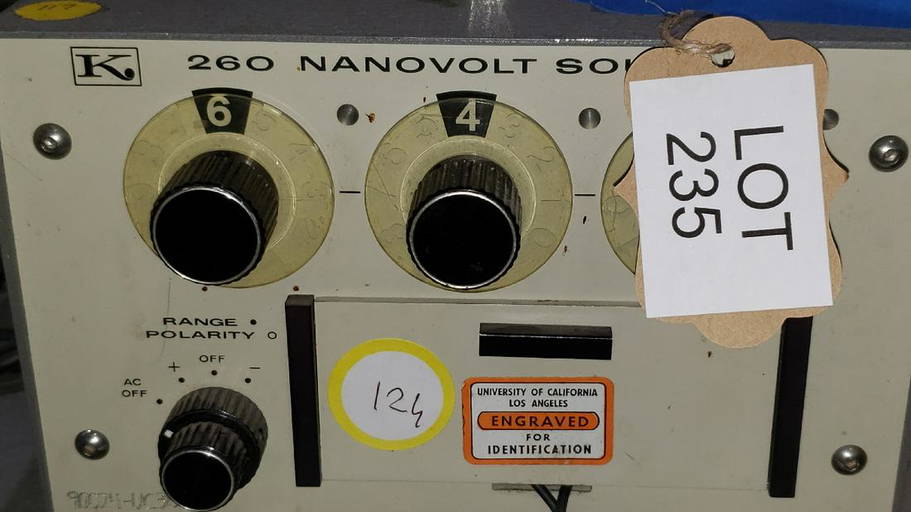 K
260 NANOVOLT SOU
6
4
LOT
235
RANGE
POLARITY
OFF
+
-
AC
OFF
124
UNIVERSITY OF CALIFORNIA
LOS ANGELES
ENGRAVED
FOR
IDENTIFICATION